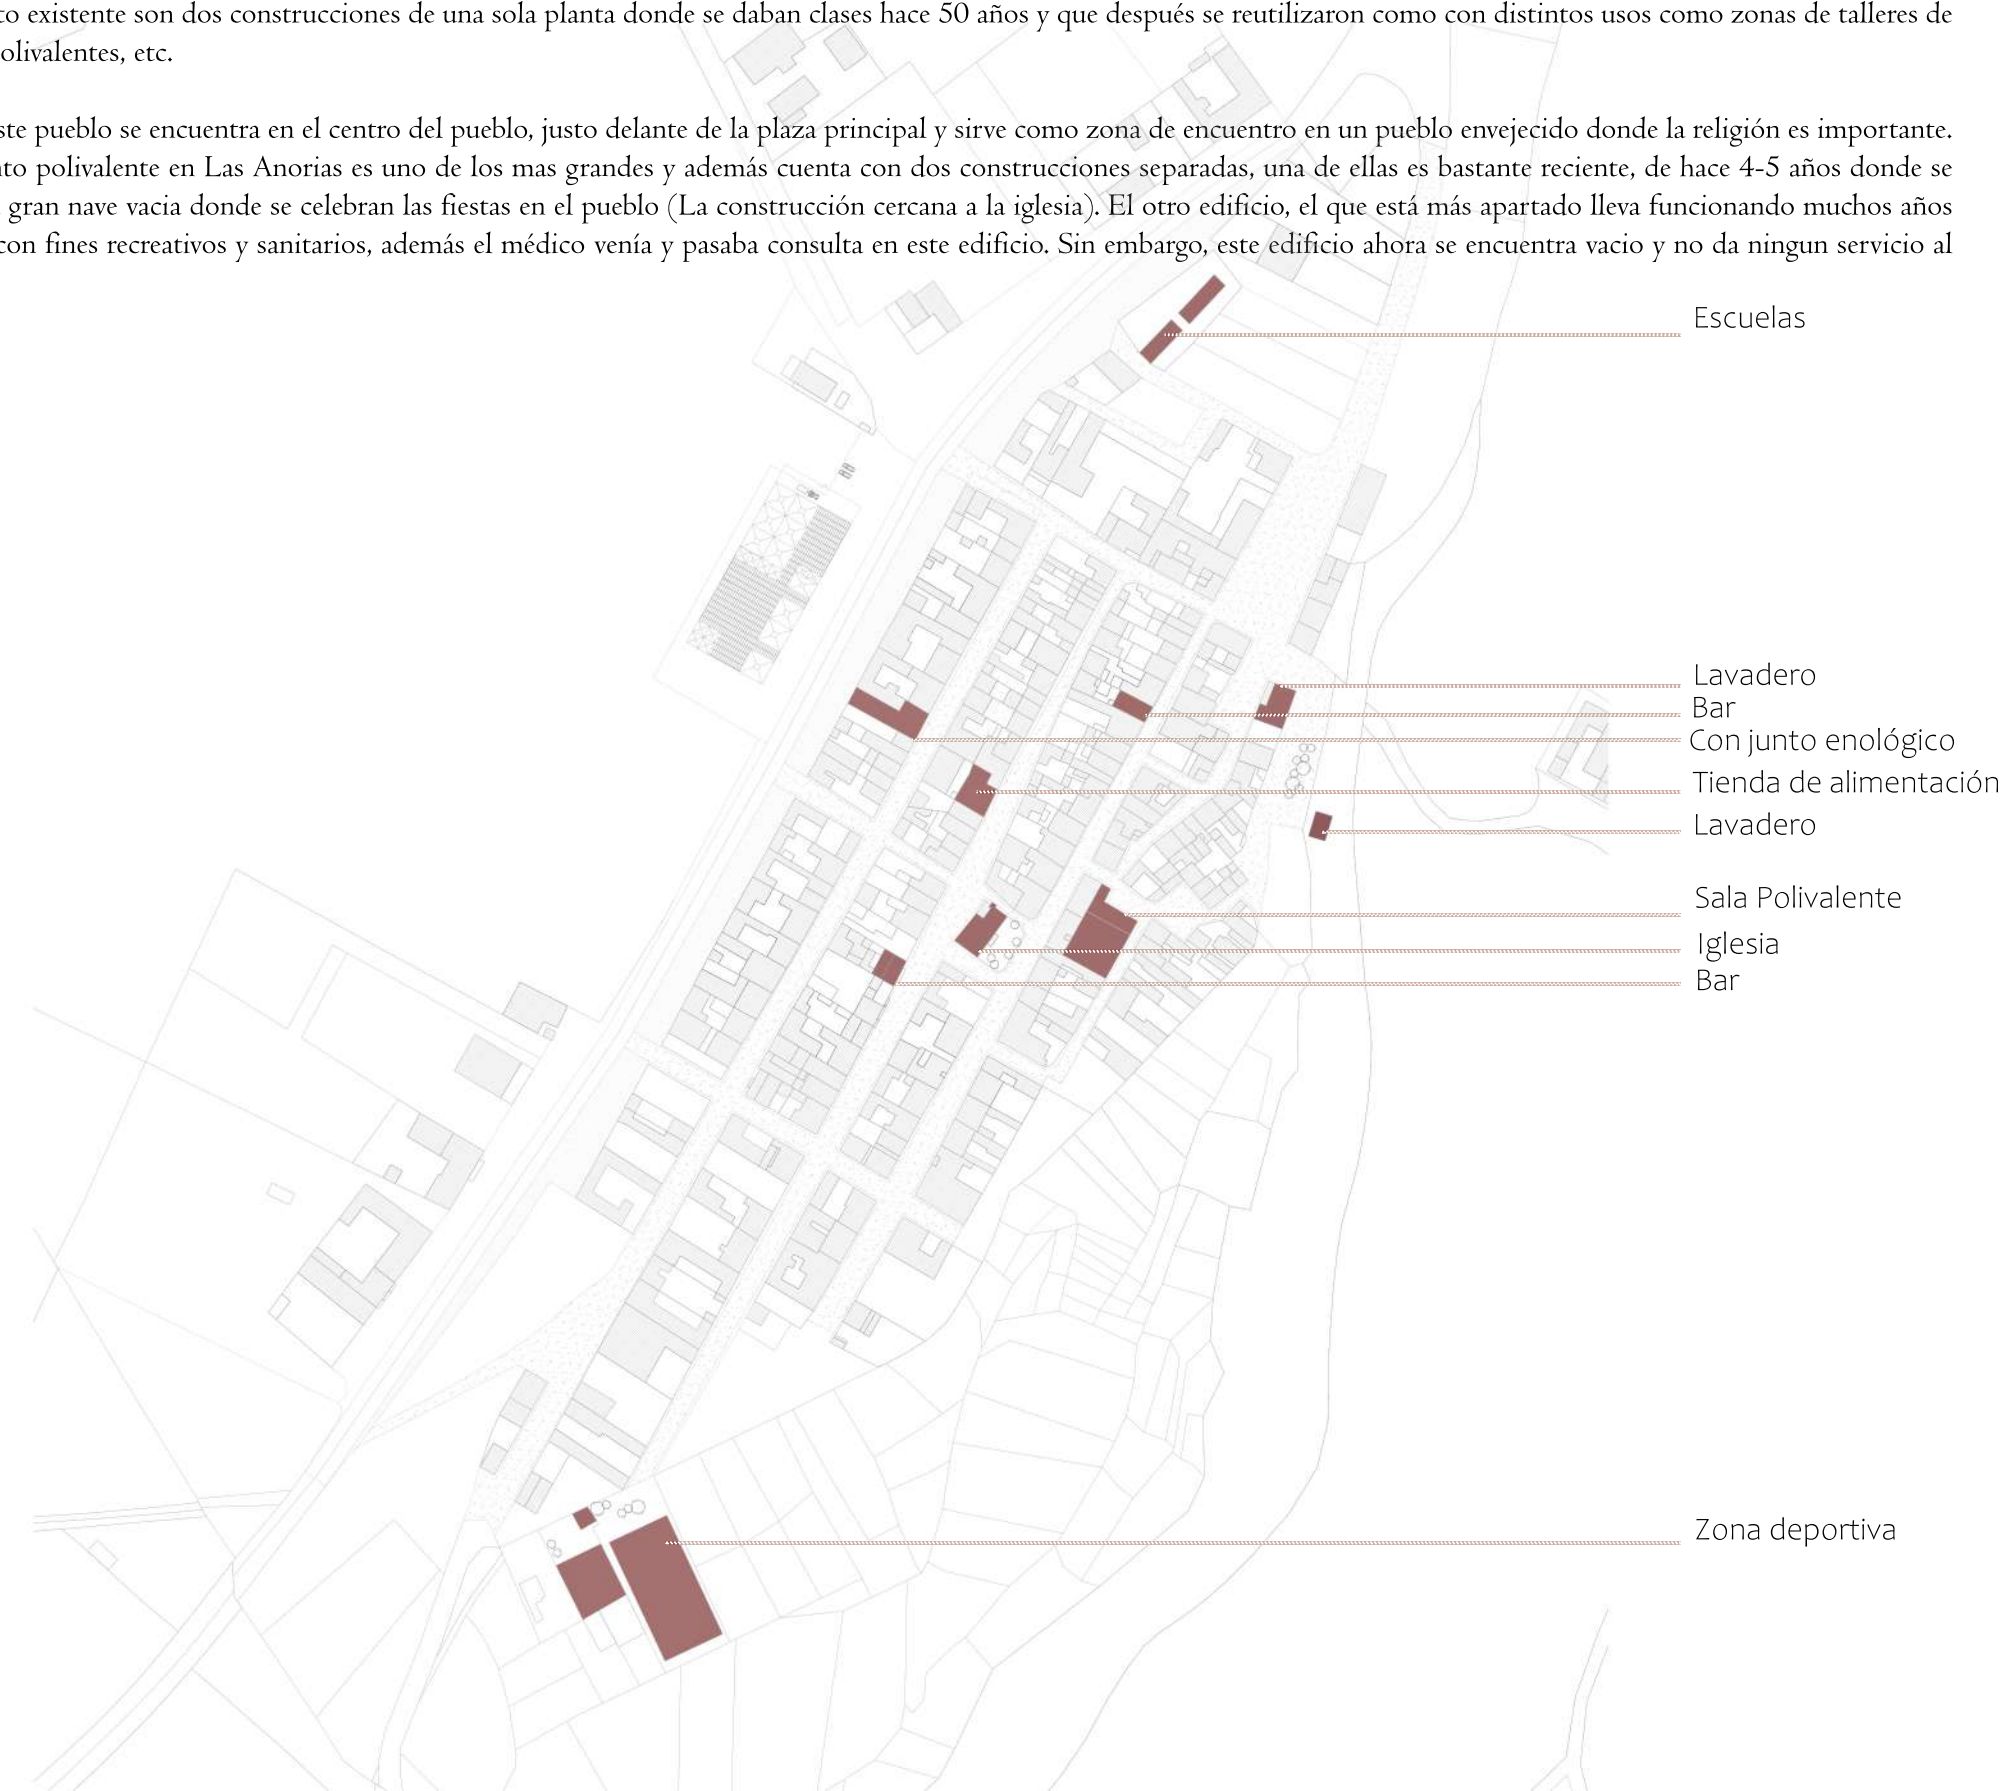 to existente son dos construcciones de una sola planta donde se daban clases hace 50 años y que después se reutilizaron como con distintos usos como zonas de talleres de
olivalentes, etc.
ste pueblo se encuentra en el centro del pueblo, justo delante de la plaza principal y sirve como zona de encuentro en un pueblo envejecido donde la religión es importante.
nto polivalente en Las Anorias es uno de los mas grandes y además cuenta con dos construcciones separadas, una de ellas es bastante reciente, de hace 4-5 años donde se
gran nave vacia donde se celebran las fiestas en el pueblo (La construcción cercana a la iglesia). El otro edificio, el que está más apartado lleva funcionando muchos años
con fines recreativos y sanitarios, además el médico venía y pasaba consulta en este edificio. Sin embargo, este edificio ahora se encuentra vacio y no da ningun servicio al
Escuelas
Lavadero
Bar
Conjunto enológico
Tienda de alimentación
Lavadero
Sala Polivalente
Iglesia
Bar
Zona deportiva